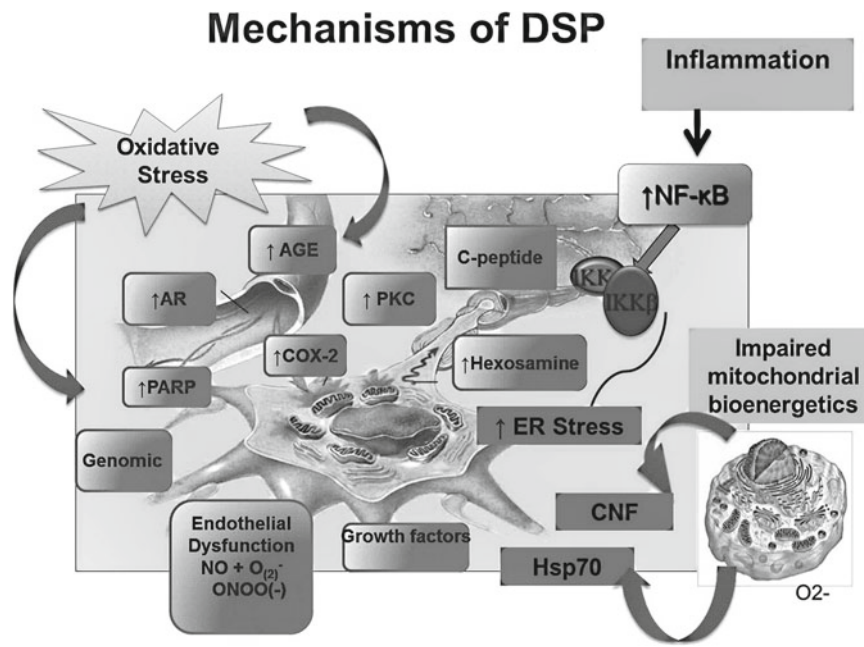 Mechanisms of DSP
Inflammation
Oxidative
Stress
↑NF-κB
↑ AGE
C-peptide
IKK
IKKβ
↑AR
↑ PKC
↑COX-2
↑Hexosamine
Impaired
mitochondrial
bioenergetics
↑PARP
↑ ER Stress
Genomic
CNF
Endothelial
Dysfunction
NO + O(2)-
ONOO(-)
Growth factors
Hsp70
O2-